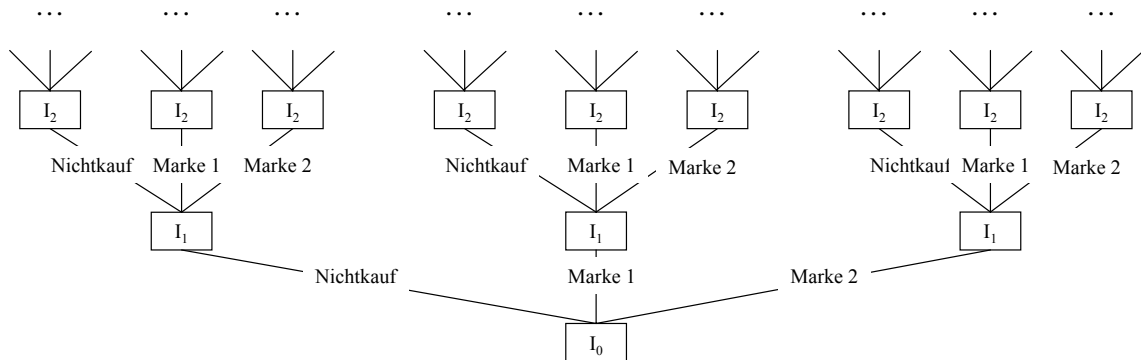 … … … … … … … … …
I₂ I₂ I₂ I₂ I₂ I₂ I₂ I₂ I₂
Nichtkauf Marke 1 Marke 2 Nichtkauf Marke 1 Marke 2 Nichtkauf Marke 1 Marke 2
I₁ I₁ I₁
Nichtkauf Marke 1 Marke 2
I₀